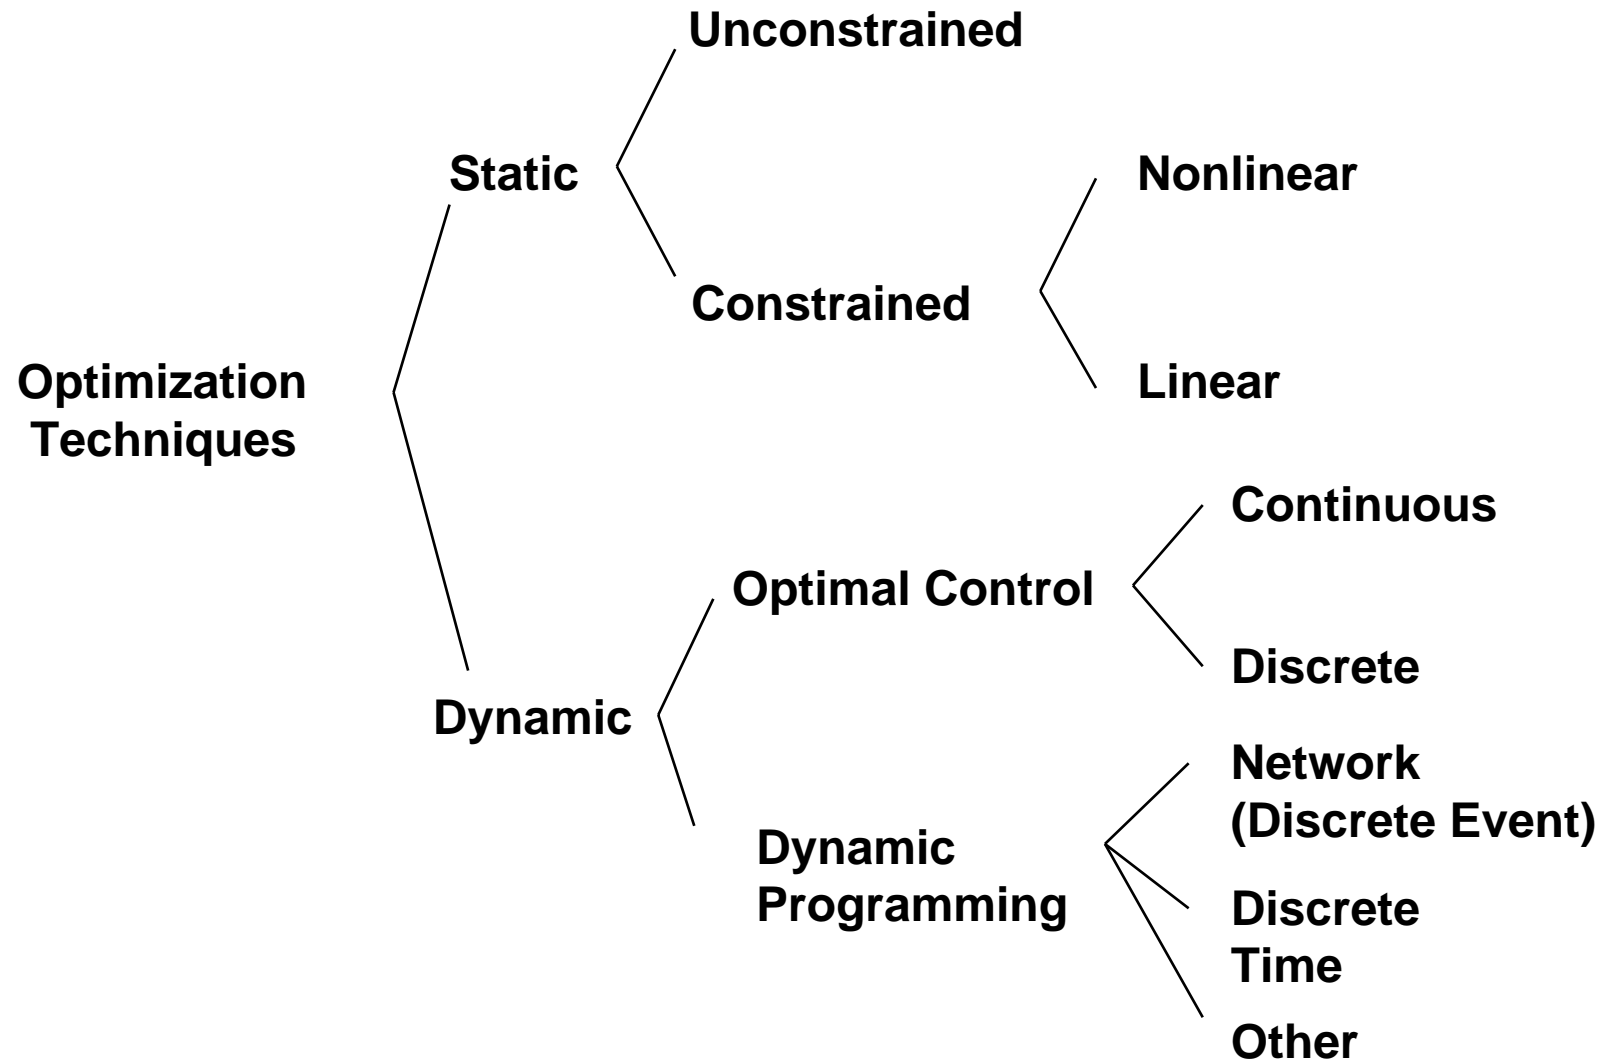 Unconstrained
Static
Nonlinear
Constrained
Optimization
Techniques
Linear
Continuous
Optimal Control
Discrete
Dynamic
Network
(Discrete Event)
Dynamic
Programming
Discrete
Time
Other